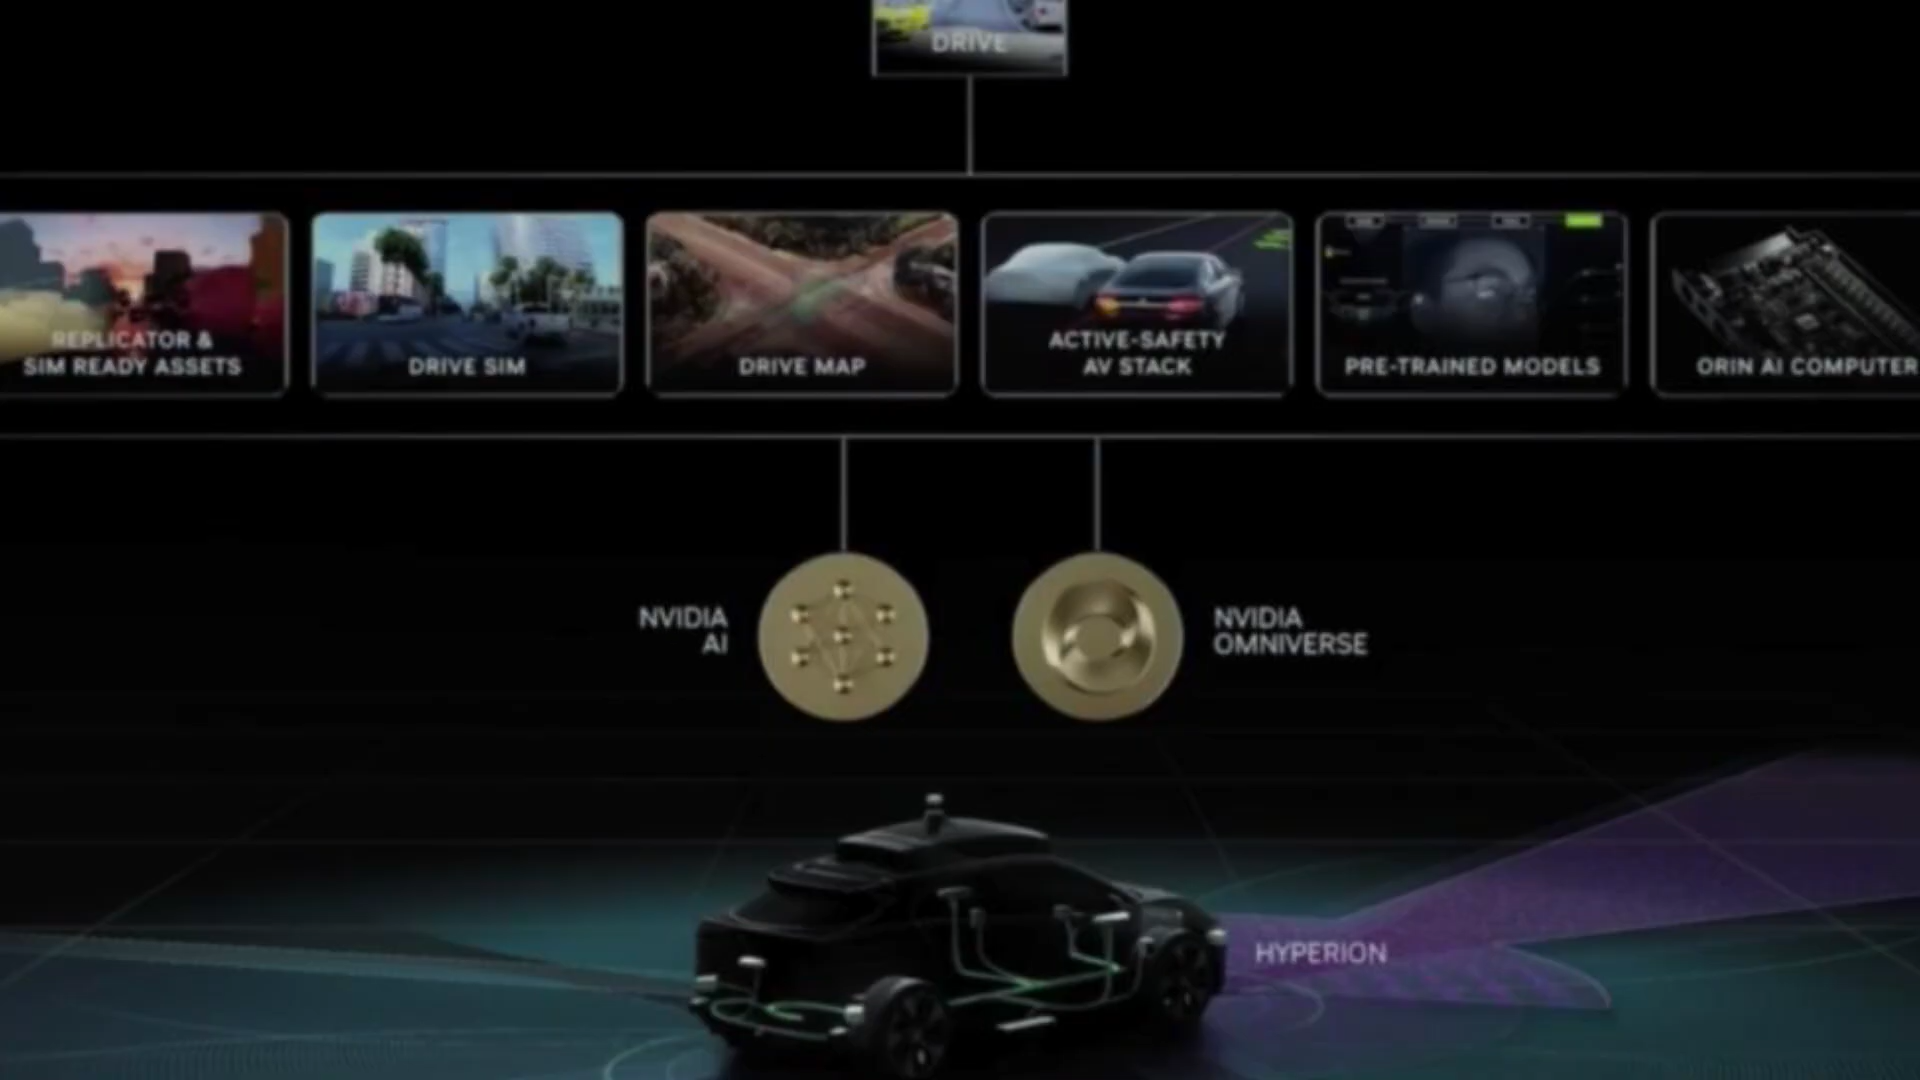 DRIVE
REPLICATOR &
SIM READY ASSETS
DRIVE SIM
DRIVE MAP
ACTIVE-SAFETY
AV STACK
PRE-TRAINED MODELS
ORIN AI COMPUTER
NVIDIA
AI
NVIDIA
OMNIVERSE
HYPERION